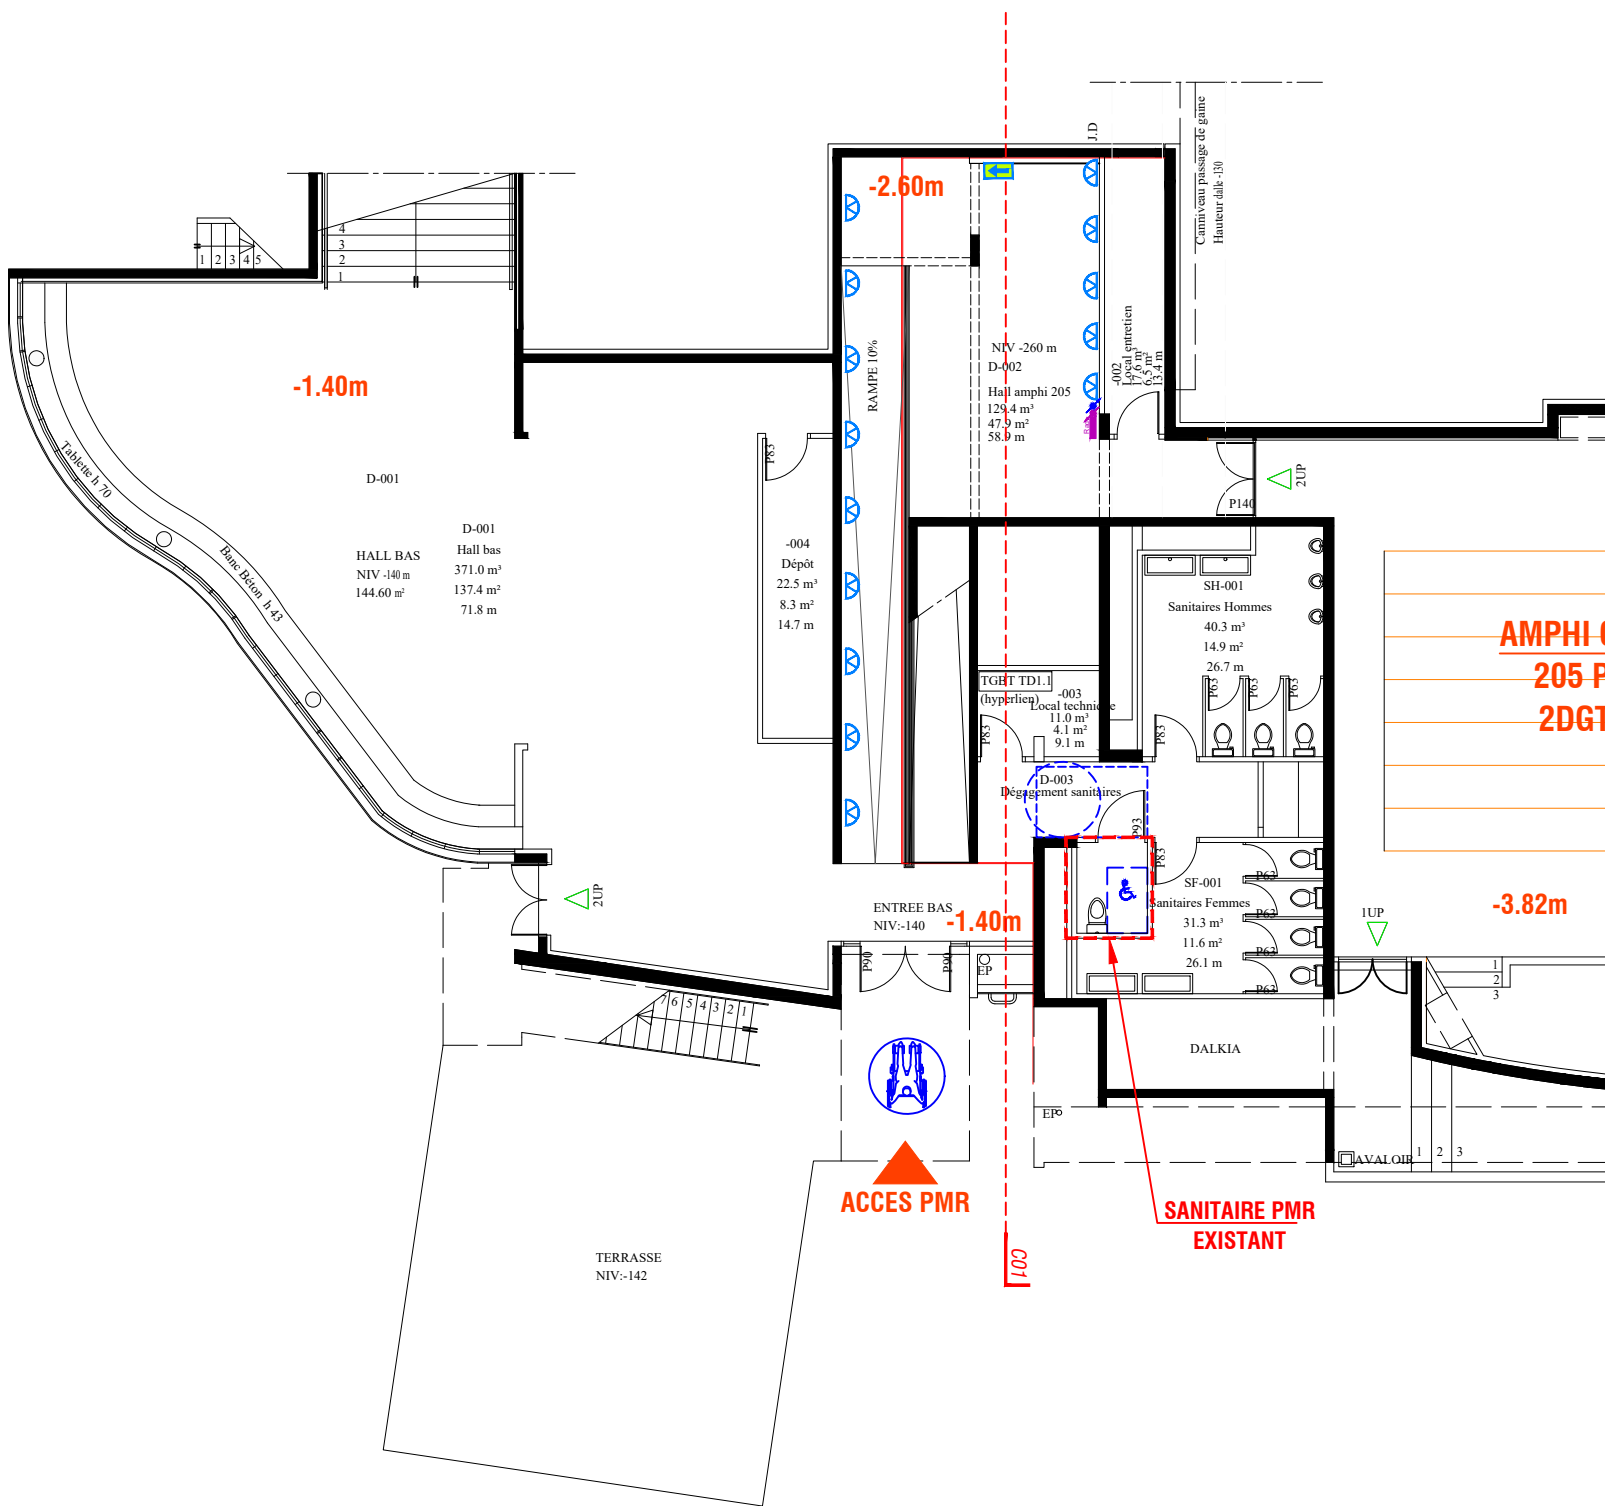 J.D
Canniveau passage de gaine
Hauteur dalle -130
-2.60m
1 2 3 4 5
4
3
2
1
-1.40m
Tablette h 70
Banc Béton h 43
D-001
HALL BAS
NIV -140 m
144.60 m²
D-001
Hall bas
371.0 m³
137.4 m²
71.8 m
P83
-004
Dépôt
22.5 m³
8.3 m²
14.7 m
RAMPE 10%
NIV -260 m
D-002
Hall amphi 205
129.4 m³
47.9 m²
58.9 m
-002
Local entretien
17.6 m³
6.5 m²
13.4 m
2UP
P140
SH-001
Sanitaires Hommes
40.3 m³
14.9 m²
26.7 m
P63
P63
P63
P83
TGBT TD1.1
(hyperlien)
-003
Local technique
11.0 m³
4.1 m²
9.1 m
P83
D-003
Dégagement sanitaires
P93
P83
SF-001
Sanitaires Femmes
31.3 m³
11.6 m²
26.1 m
P63
P63
P63
P63
AMPHI
205 P
2DGT
-3.82m
1UP
1
2
3
2UP
ENTREE BAS
NIV:-140
-1.40m
P90
P90
EP
7 6 5 4 3 2 1
DALKIA
EP
AVALOIR
1 2 3
ACCES PMR
SANITAIRE PMR
EXISTANT
C01
TERRASSE
NIV:-142